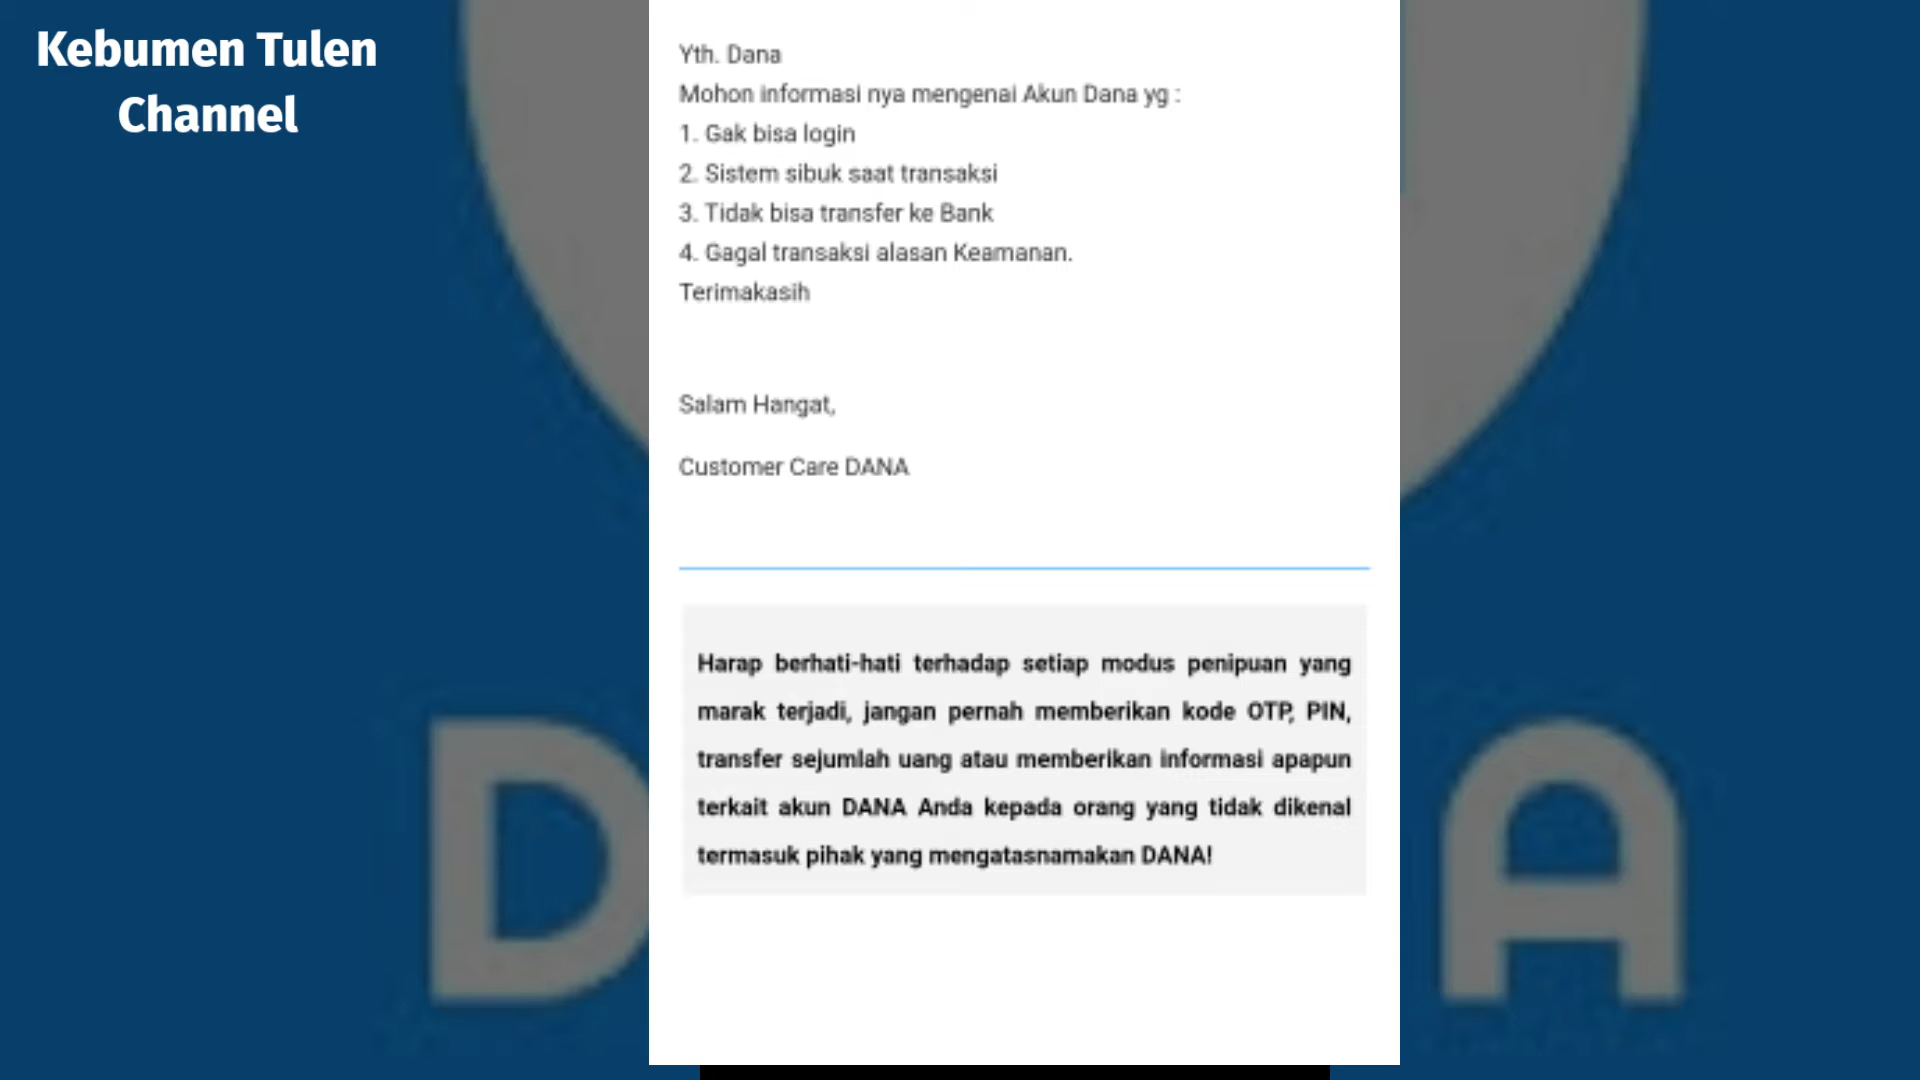 Kebumen Tulen
Channel
Yth. Dana
Mohon informasi nya mengenai Akun Dana yg :
1. Gak bisa login
2. Sistem sibuk saat transaksi
3. Tidak bisa transfer ke Bank
4. Gagal transaksi alasan Keamanan.
Terimakasih
Salam Hangat,
Customer Care DANA
Harap berhati-hati terhadap setiap modus penipuan yang
marak terjadi, jangan pernah memberikan kode OTP, PIN,
transfer sejumlah uang atau memberikan informasi apapun
terkait akun DANA Anda kepada orang yang tidak dikenal
termasuk pihak yang mengatasnamakan DANA!
D A